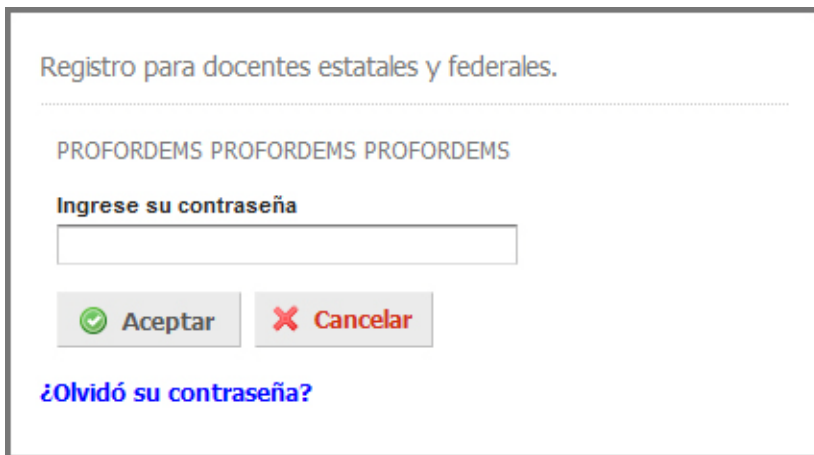 Registro para docentes estatales y federales.
PROFORDEMS PROFORDEMS PROFORDEMS
Ingrese su contraseña
Aceptar Cancelar
¿Olvidó su contraseña?